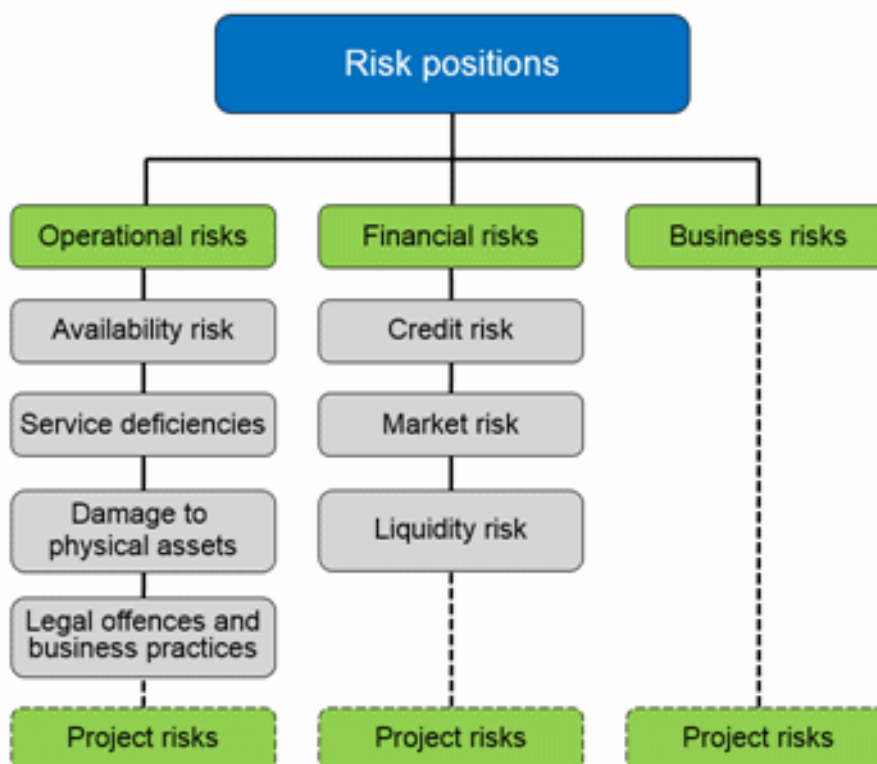 Risk positions
Operational risks
Financial risks
Business risks
Availability risk
Credit risk
Service deficiencies
Market risk
Damage to
physical assets
Liquidity risk
Legal offences and
business practices
Project risks
Project risks
Project risks